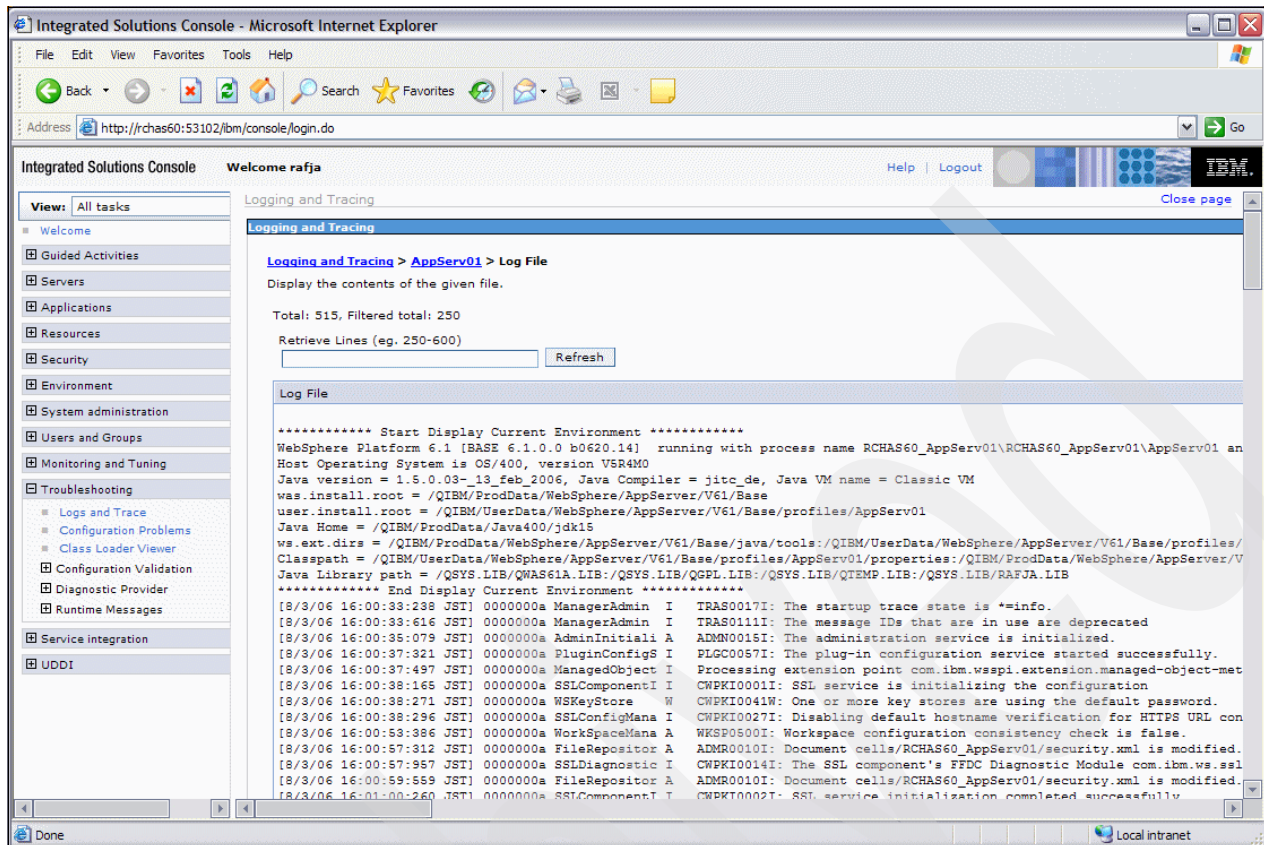 Integrated Solutions Console - Microsoft Internet Explorer
File Edit View Favorites Tools Help
Back Search Favorites
Address http://rchas60:53102/ibm/console/login.do Go
Integrated Solutions Console Welcome rafja Help | Logout IBM.
View: All tasks
Welcome
Guided Activities
Servers
Applications
Resources
Security
Environment
System administration
Users and Groups
Monitoring and Tuning
Troubleshooting
Logs and Trace
Configuration Problems
Class Loader Viewer
Configuration Validation
Diagnostic Provider
Runtime Messages
Service integration
UDDI
Logging and Tracing Close page
Logging and Tracing
Logging and Tracing > AppServ01 > Log File
Display the contents of the given file.
Total: 515, Filtered total: 250
Retrieve Lines (eg. 250-600)
Refresh
Log File
************ Start Display Current Environment ************
WebSphere Platform 6.1 [BASE 6.1.0.0 b0620.14] running with process name RCHAS60_AppServ01\RCHAS60_AppServ01\AppServ01 an
Host Operating System is OS/400, version V5R4M0
Java version = 1.5.0.03-_13_feb_2006, Java Compiler = jitc_de, Java VM name = Classic VM
was.install.root = /QIBM/ProdData/WebSphere/AppServer/V61/Base
user.install.root = /QIBM/UserData/WebSphere/AppServer/V61/Base/profiles/AppServ01
Java Home = /QIBM/ProdData/Java400/jdk15
ws.ext.dirs = /QIBM/ProdData/WebSphere/AppServer/V61/Base/java/tools:/QIBM/UserData/WebSphere/AppServer/V61/Base/profiles/
Classpath = /QIBM/UserData/WebSphere/AppServer/V61/Base/profiles/AppServ01/properties:/QIBM/ProdData/WebSphere/AppServer/V
Java Library path = /QSYS.LIB/QWAS61A.LIB:/QSYS.LIB/QGPL.LIB:/QSYS.LIB/QTEMP.LIB:/QSYS.LIB/RAFJA.LIB
************* End Display Current Environment *************
[8/3/06 16:00:33:238 JST] 0000000a ManagerAdmin I TRAS0017I: The startup trace state is *=info.
[8/3/06 16:00:33:616 JST] 0000000a ManagerAdmin I TRAS0111I: The message IDs that are in use are deprecated
[8/3/06 16:00:35:079 JST] 0000000a AdminInitiali A ADMN0015I: The administration service is initialized.
[8/3/06 16:00:37:321 JST] 0000000a PluginConfigS I PLGC0057I: The plug-in configuration service started successfully.
[8/3/06 16:00:37:497 JST] 0000000a ManagedObject I Processing extension point com.ibm.wsspi.extension.managed-object-met
[8/3/06 16:00:38:165 JST] 0000000a SSLComponentI I CWPKI0001I: SSL service is initializing the configuration
[8/3/06 16:00:38:271 JST] 0000000a WSKeyStore W CWPKI0041W: One or more key stores are using the default password.
[8/3/06 16:00:38:296 JST] 0000000a SSLConfigMana I CWPKI0027I: Disabling default hostname verification for HTTPS URL con
[8/3/06 16:00:53:386 JST] 0000000a WorkSpaceMana A WKSP0500I: Workspace configuration consistency check is false.
[8/3/06 16:00:57:312 JST] 0000000a FileRepositor A ADMR0010I: Document cells/RCHAS60_AppServ01/security.xml is modified.
[8/3/06 16:00:57:957 JST] 0000000a SSLDiagnostic I CWPKI0014I: The SSL component's FFDC Diagnostic Module com.ibm.ws.ssl
[8/3/06 16:00:59:559 JST] 0000000a FileRepositor A ADMR0010I: Document cells/RCHAS60_AppServ01/security.xml is modified.
[8/3/06 16:01:00:260 JST] 0000000a SSLComponentI I CWPKI0002I: SSL service initialization completed successfully
Done Local intranet